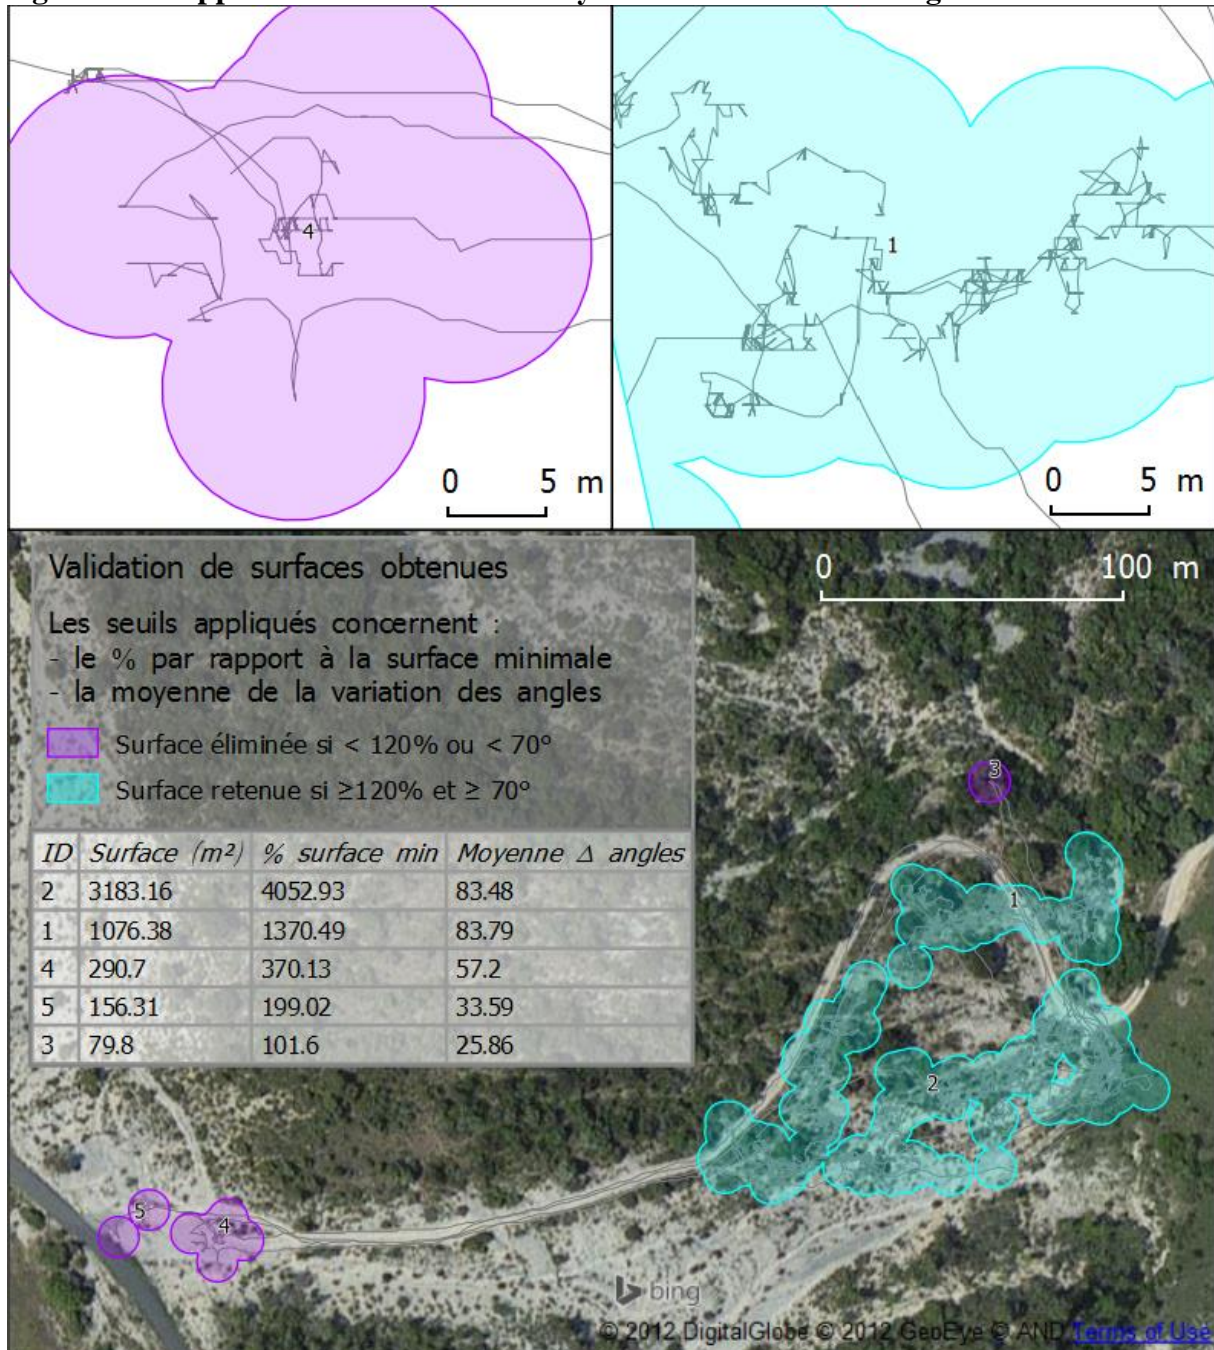 4
1
0 5 m
0 5 m
Validation de surfaces obtenues
Les seuils appliqués concernent :
- le % par rapport à la surface minimale
- la moyenne de la variation des angles
Surface éliminée si < 120% ou < 70°
Surface retenue si ≥120% et ≥ 70°
ID Surface (m²) % surface min Moyenne Δ angles
2 3183.16 4052.93 83.48
1 1076.38 1370.49 83.79
4 290.7 370.13 57.2
5 156.31 199.02 33.59
3 79.8 101.6 25.86
0 100 m
3
1
2
5
4
bing
© 2012 DigitalGlobe © 2012 GeoEye © AND Terms of Use